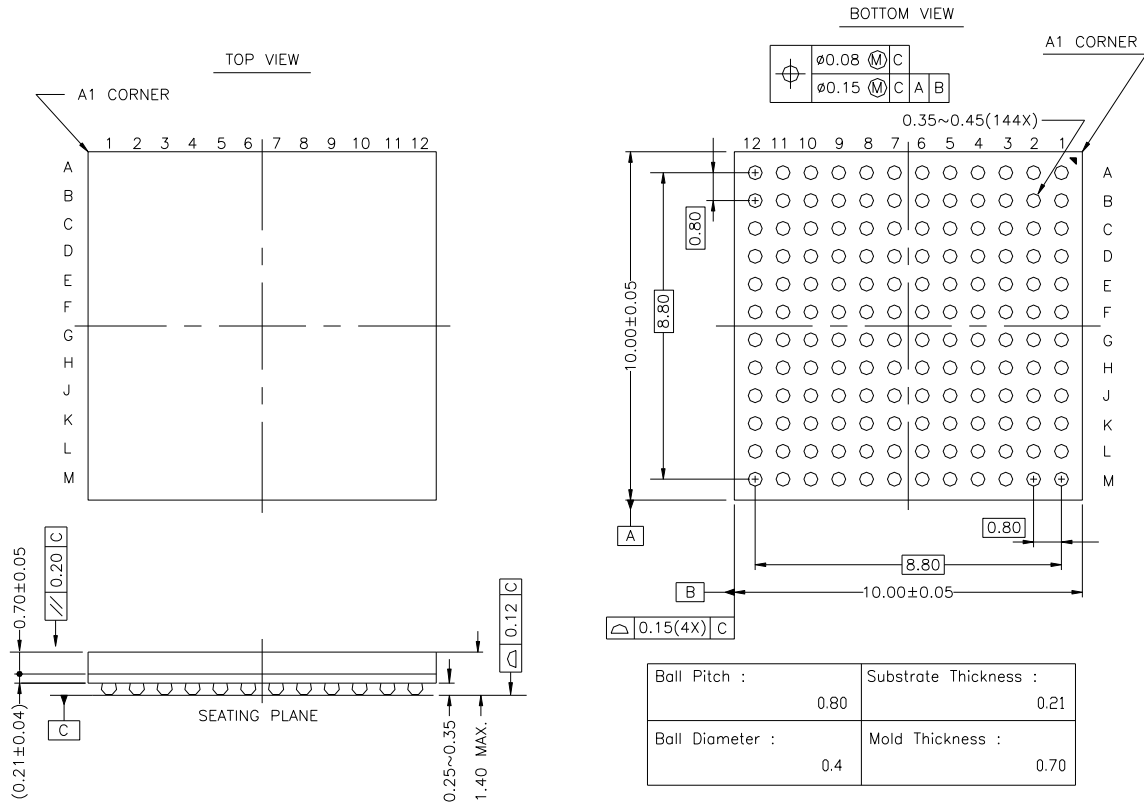 TOP VIEW
A1 CORNER
1 2 3 4 5 6 7 8 9 10 11 12
A
B
C
D
E
F
G
H
J
K
L
M
BOTTOM VIEW
A1 CORNER
ø0.08 Ⓜ C
ø0.15 Ⓜ C A B
0.35~0.45(144X)
12 11 10 9 8 7 6 5 4 3 2 1
A
B
C
D
E
F
G
H
J
K
L
M
0.80
8.80
10.00±0.05
A
0.80
8.80
B
10.00±0.05
0.15(4X) C
0.70±0.05
// 0.20 C
(0.21±0.04)
C
SEATING PLANE
0.25~0.35
1.40 MAX.
0.12 C
Ball Pitch : 0.80
Substrate Thickness : 0.21
Ball Diameter : 0.4
Mold Thickness : 0.70